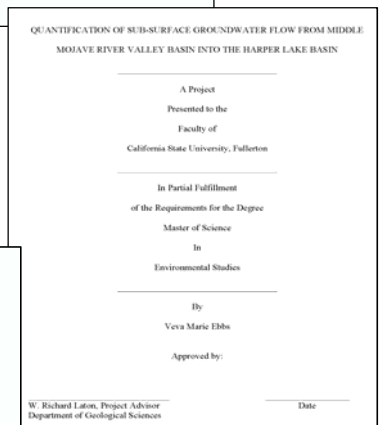 QUANTIFICATION OF SUB-SURFACE GROUNDWATER FLOW FROM MIDDLE
MOJAVE RIVER VALLEY BASIN INTO THE HARPER LAKE BASIN
A Project
Presented to the
Faculty of
California State University, Fullerton
In Partial Fulfillment
of the Requirements for the Degree
Master of Science
In
Environmental Studies
By
Veva Marie Ebbs
Approved by:
W. Richard Laton, Project Advisor
Date
Department of Geological Sciences